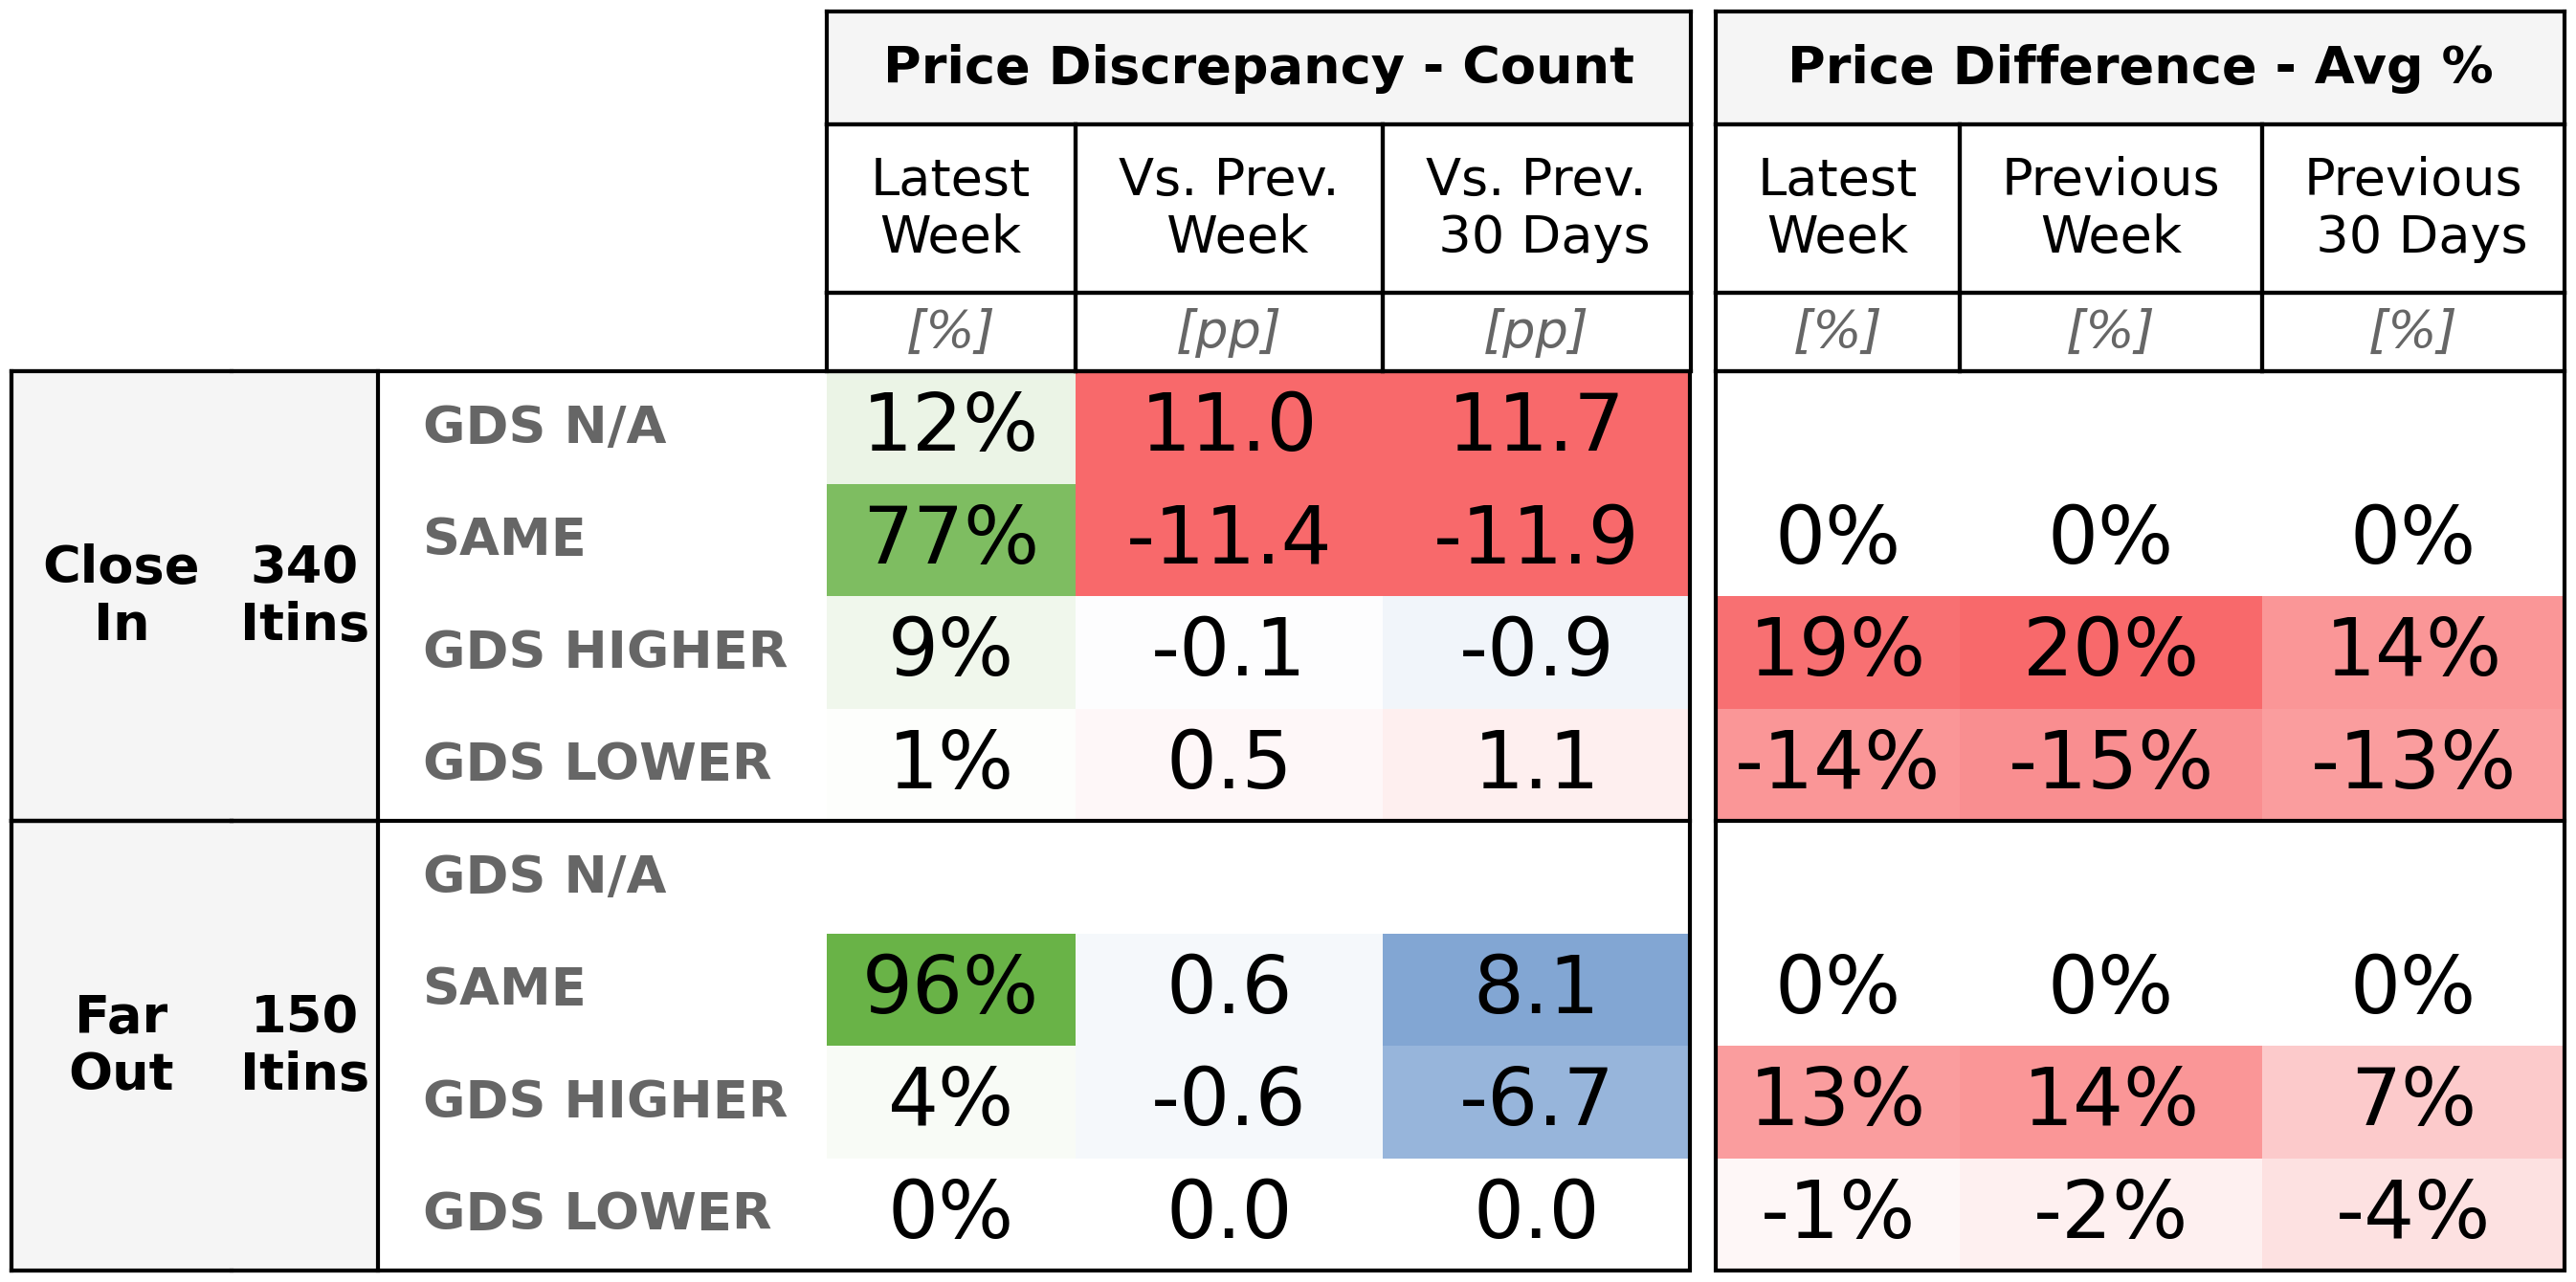 Price Discrepancy - Count Price Difference - Avg %
Latest Week Vs. Prev. Week Vs. Prev. 30 Days Latest Week Previous Week Previous 30 Days
[%] [pp] [pp] [%] [%] [%]
Close In 340 Itins
GDS N/A 12% 11.0 11.7
SAME 77% -11.4 -11.9 0% 0% 0%
GDS HIGHER 9% -0.1 -0.9 19% 20% 14%
GDS LOWER 1% 0.5 1.1 -14% -15% -13%
Far Out 150 Itins
GDS N/A
SAME 96% 0.6 8.1 0% 0% 0%
GDS HIGHER 4% -0.6 -6.7 13% 14% 7%
GDS LOWER 0% 0.0 0.0 -1% -2% -4%